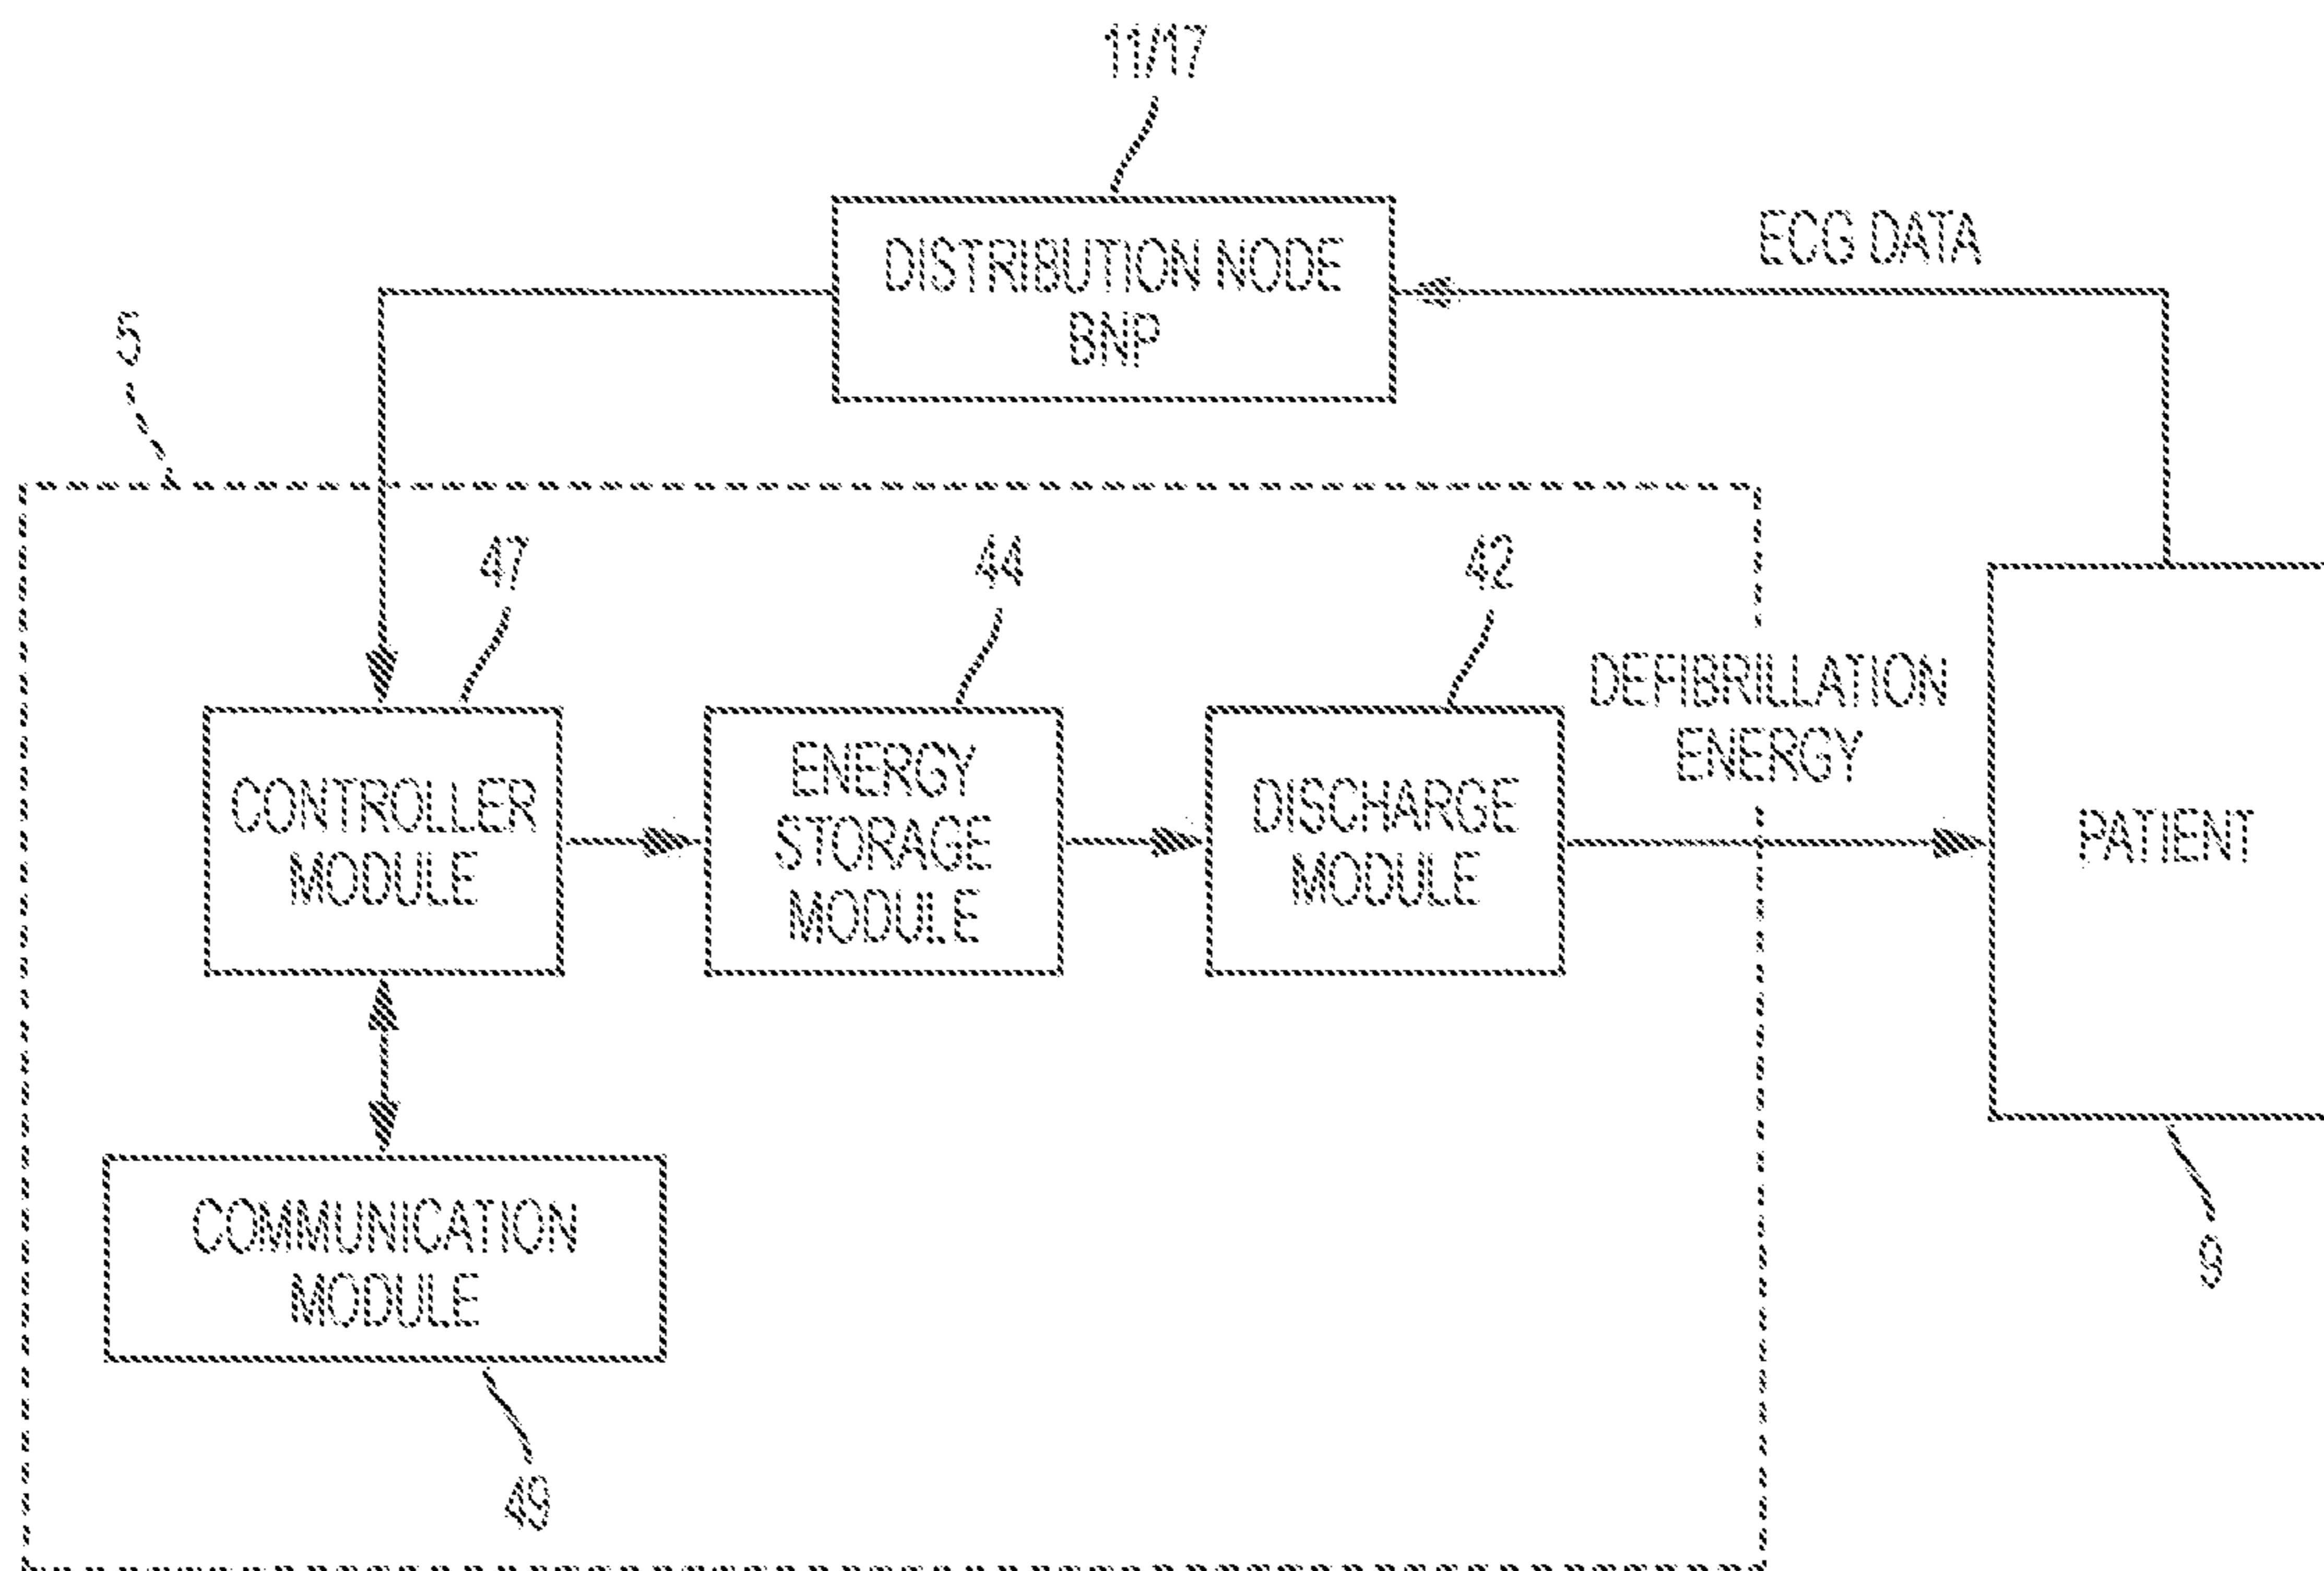 11/17
DISTRIBUTION NODE
BNP
ECG DATA
5
47
44
42
DEFIBRILLATION
ENERGY
CONTROLLER
MODULE
ENERGY
STORAGE
MODULE
DISCHARGE
MODULE
PATIENT
COMMUNICATION
MODULE
9
49